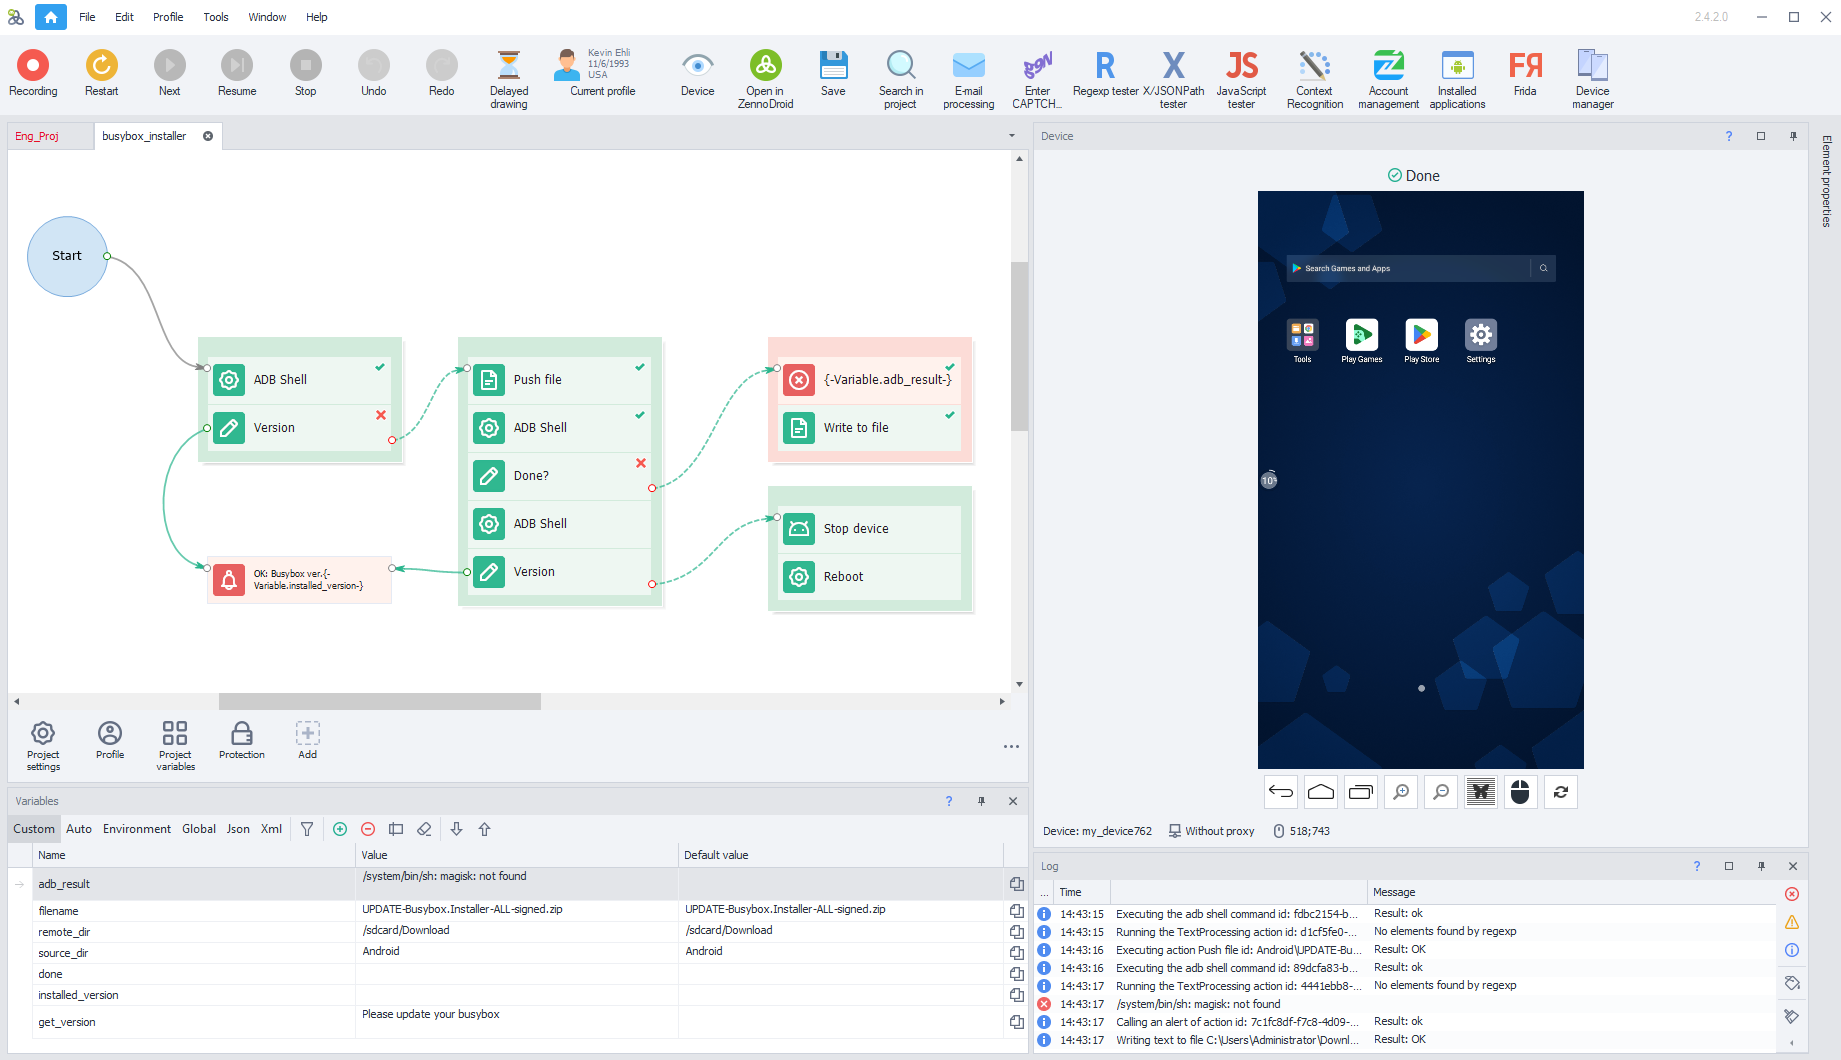 File Edit Profile Tools Window Help 2.4.2.0
Recording
Restart
Next
Resume
Stop
Undo
Redo
Delayed
drawing
Kevin Ehli
11/6/1993
USA
Current profile
Device
Open in
ZennoDroid
Save
Search in
project
E-mail
processing
Enter
CAPTCH...
Regexp tester
X/JSONPath
tester
JS
JavaScript
tester
Context
Recognition
Account
management
Installed
applications
Frida
Device
manager
Eng_Proj
busybox_installer
Start
ADB Shell
Version
Push file
ADB Shell
Done?
ADB Shell
Version
{-Variable.adb_result-}
Write to file
Stop device
Reboot
OK: Busybox ver.{-
Variable.installed_version-}
Project
settings
Profile
Project
variables
Protection
Add
Variables
Custom Auto Environment Global Json Xml
Name Value Default value
adb_result /system/bin/sh: magisk: not found
filename UPDATE-Busybox.Installer-ALL-signed.zip UPDATE-Busybox.Installer-ALL-signed.zip
remote_dir /sdcard/Download /sdcard/Download
source_dir Android Android
done
installed_version
get_version Please update your busybox
Device
Done
Search Games and Apps
Tools
Play Games
Play Store
Settings
Device: my_device762 Without proxy 518;743
Element properties
Log
... Time Message
14:43:15 Executing the adb shell command id: fdbc2154-b... Result: ok
14:43:15 Running the TextProcessing action id: d1cf5fe0-... No elements found by regexp
14:43:16 Executing action Push file id: Android\UPDATE-Bu... Result: OK
14:43:16 Executing the adb shell command id: 89dcfa83-b... Result: ok
14:43:17 Running the TextProcessing action id: 4441ebb8-... No elements found by regexp
14:43:17 /system/bin/sh: magisk: not found
14:43:17 Calling an alert of action id: 7c1fc8df-f7c8-4d09-... Result: ok
14:43:17 Writing text to file C:\Users\Administrator\Downl... Result: OK